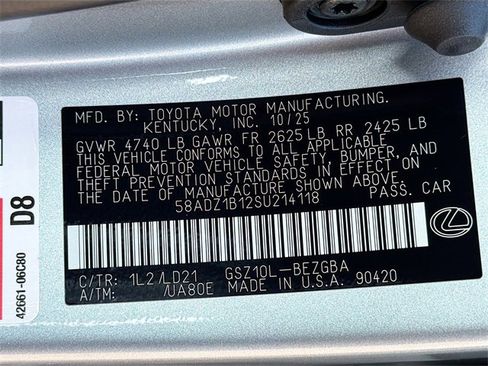 MFD. BY: TOYOTA MOTOR MANUFACTURING.
KENTUCKY, INC. 10/25
GVWR 4740 LB GAWR FR 2625 LB RR 2425 LB
THIS VEHICLE CONFORMS TO ALL APPLICABLE
FEDERAL MOTOR VEHICLE SAFETY, BUMPER, AND
THEFT PREVENTION STANDARDS IN EFFECT ON
THE DATE OF MANUFACTURE SHOWN ABOVE.
58ADZ1B12SU214118 PASS. CAR
C/TR: 1L2 /LD21 GSZ10L-BEZGBA
A/TM: /UA80E MADE IN U.S.A. 90420
D8
42661-06C80